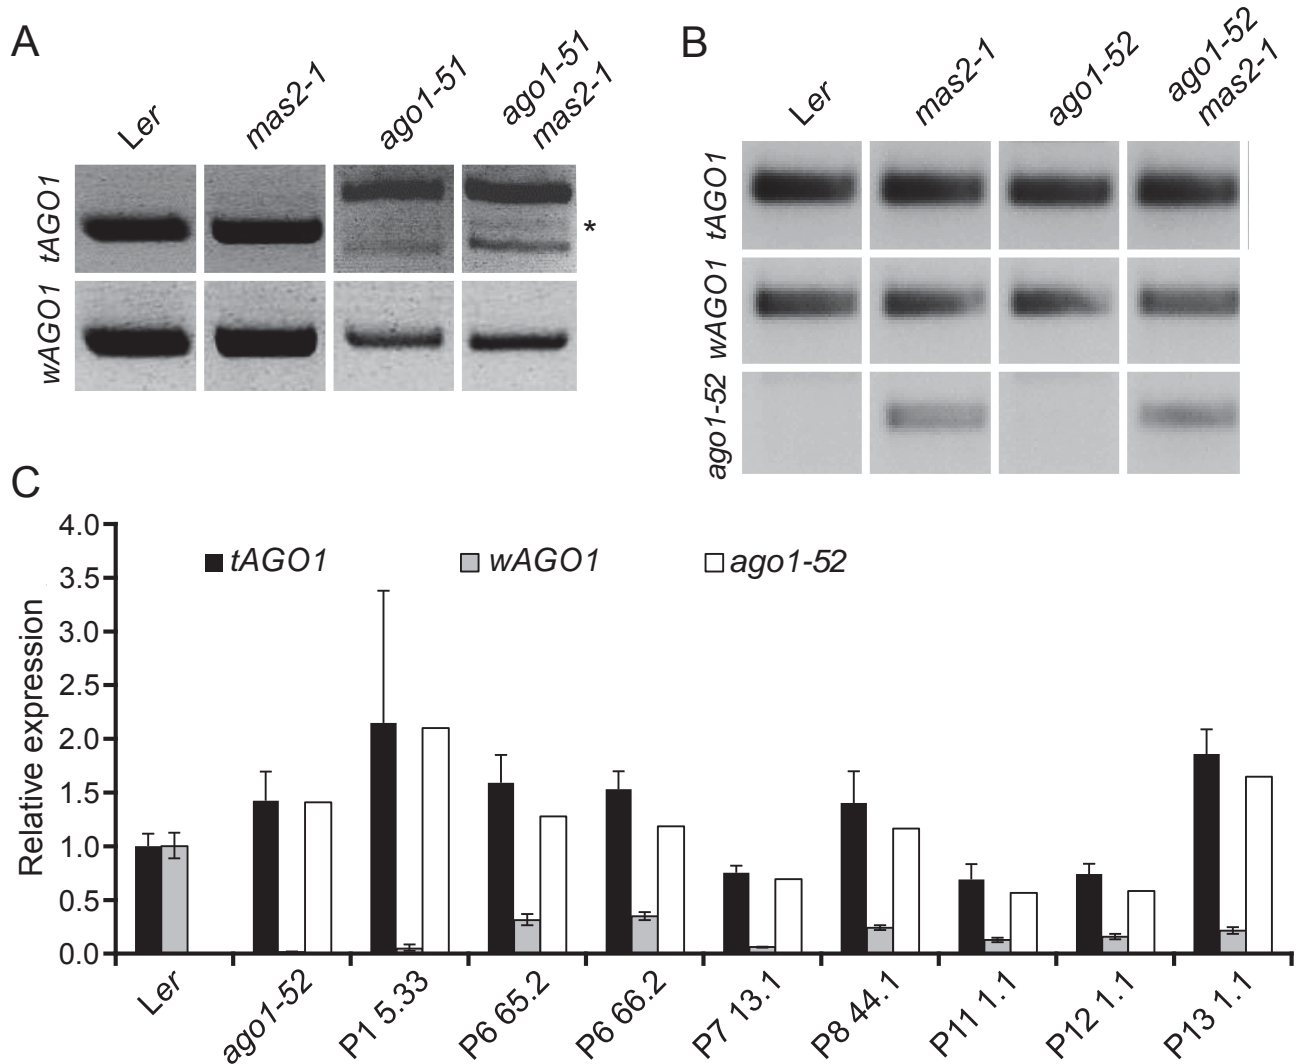 A
Ler
mas2-1
ago1-51
ago1-51
mas2-1
tAGO1
*
wAGO1
B
Ler
mas2-1
ago1-52
ago1-52
mas2-1
tAGO1
wAGO1
ago1-52
C
Relative expression
4.0
3.5
3.0
2.5
2.0
1.5
1.0
0.5
0.0
tAGO1 wAGO1 ago1-52
Ler
ago1-52
P1 5.33
P6 65.2
P6 66.2
P7 13.1
P8 44.1
P11 1.1
P12 1.1
P13 1.1